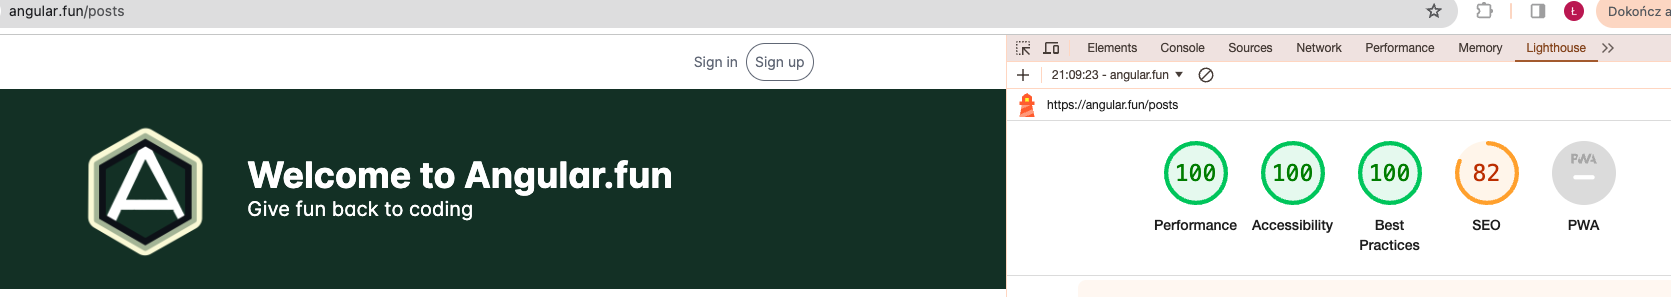 angular.fun/posts
Ł
Dokończ a
Sign in
Sign up
Elements
Console
Sources
Network
Performance
Memory
Lighthouse
21:09:23 - angular.fun
https://angular.fun/posts
A
Welcome to Angular.fun
Give fun back to coding
100
100
100
82
PWA
Performance
Accessibility
Best
Practices
SEO
PWA